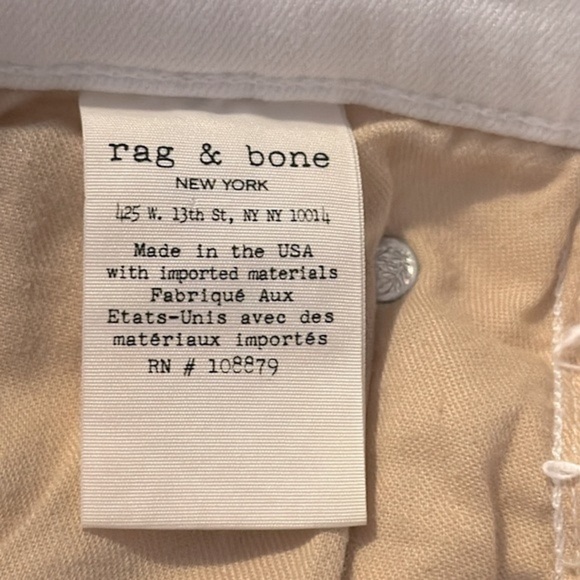 rag & bone
NEW YORK
425 W. 13th St, NY NY 10014
Made in the USA
with imported materials
Fabriqué Aux
Etats-Unis avec des
matériaux importés
RN # 108879